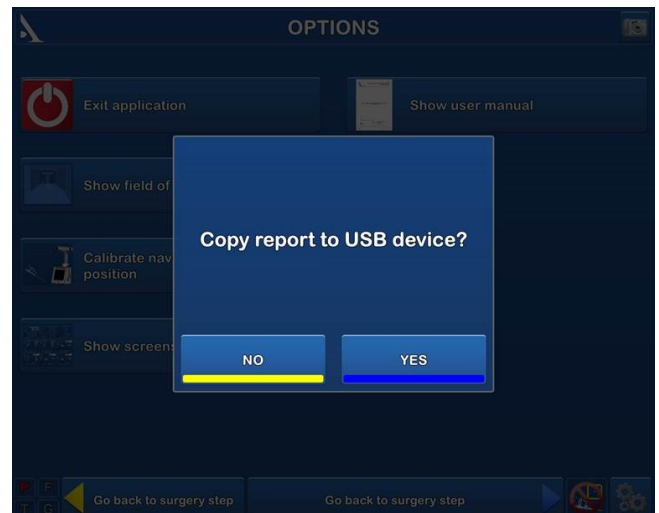 OPTIONS
Exit application
Show user manual
Show field of
Copy report to USB device?
Calibrate nav
position
Show screens
NO
YES
P F
T G
Go back to surgery step
Go back to surgery step